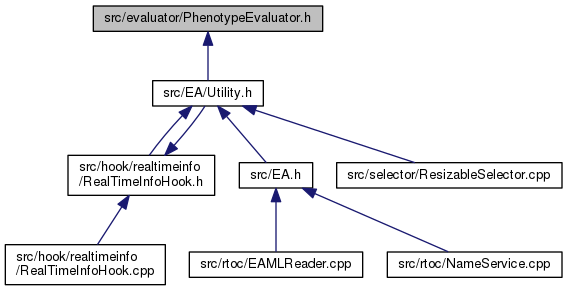 src/evaluator/PhenotypeEvaluator.h
src/EA/Utility.h
src/hook/realtimeinfo
/RealTimeInfoHook.h
src/EA.h
src/selector/ResizableSelector.cpp
src/hook/realtimeinfo
/RealTimeInfoHook.cpp
src/rtoc/EAMLReader.cpp
src/rtoc/NameService.cpp